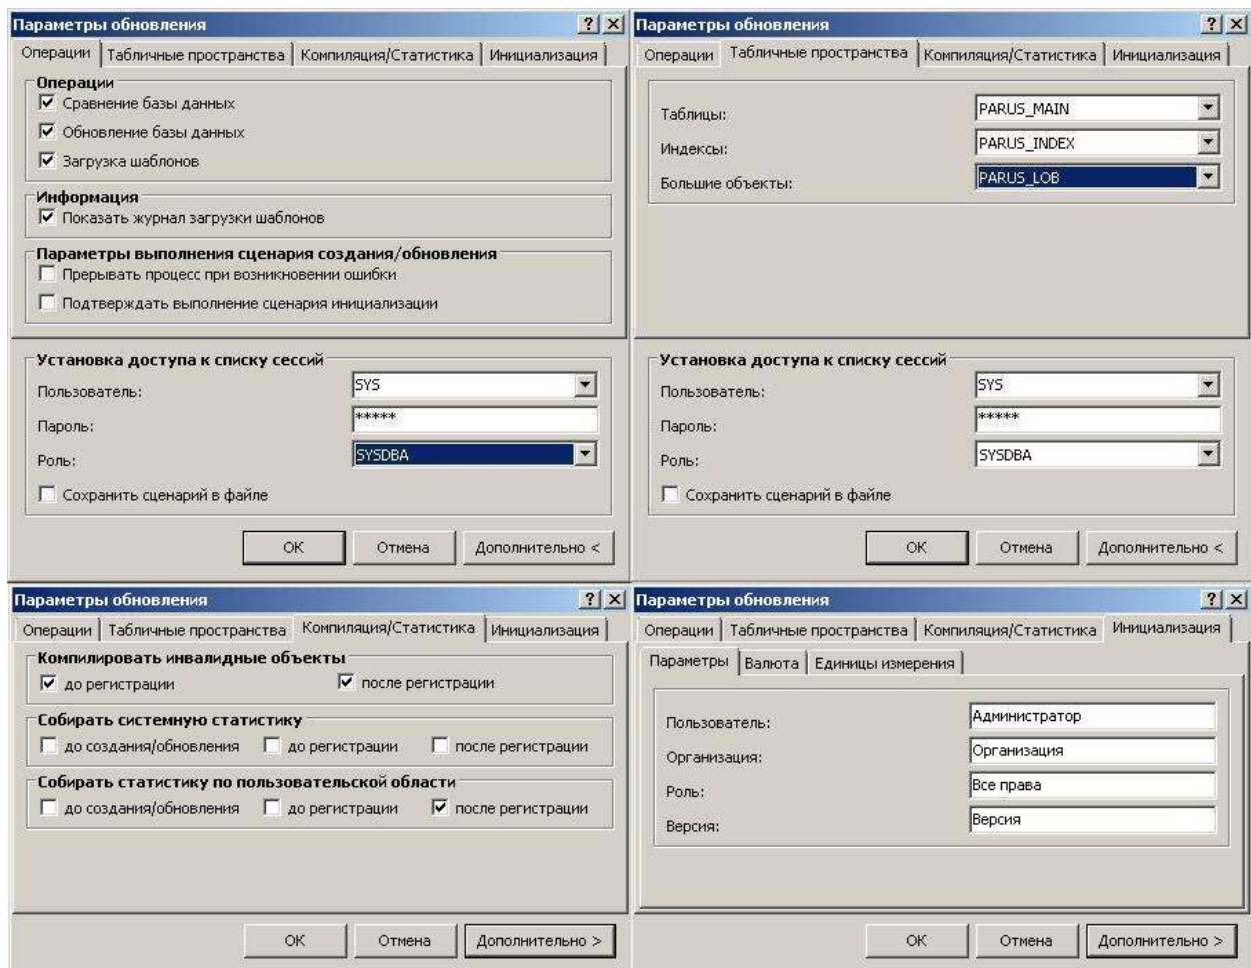 Параметры обновления
Операции Табличные пространства Компиляция/Статистика Инициализация
Операции
Сравнение базы данных
Обновление базы данных
Загрузка шаблонов
Информация
Показать журнал загрузки шаблонов
Параметры выполнения сценария создания/обновления
Прерывать процесс при возникновении ошибки
Подтверждать выполнение сценария инициализации
Установка доступа к списку сессий
Пользователь: SYS
Пароль: *****
Роль: SYSDBA
Сохранить сценарий в файле
ОК Отмена Дополнительно <
Параметры обновления
Операции Табличные пространства Компиляция/Статистика Инициализация
Таблицы: PARUS_MAIN
Индексы: PARUS_INDEX
Большие объекты: PARUS_LOB
Установка доступа к списку сессий
Пользователь: SYS
Пароль: *****
Роль: SYSDBA
Сохранить сценарий в файле
ОК Отмена Дополнительно <
Параметры обновления
Операции Табличные пространства Компиляция/Статистика Инициализация
Компилировать инвалидные объекты
до регистрации после регистрации
Собирать системную статистику
до создания/обновления до регистрации после регистрации
Собирать статистику по пользовательской области
до создания/обновления до регистрации после регистрации
ОК Отмена Дополнительно >
Параметры обновления
Операции Табличные пространства Компиляция/Статистика Инициализация
Параметры Валюта Единицы измерения
Пользователь: Администратор
Организация: Организация
Роль: Все права
Версия: Версия
ОК Отмена Дополнительно >